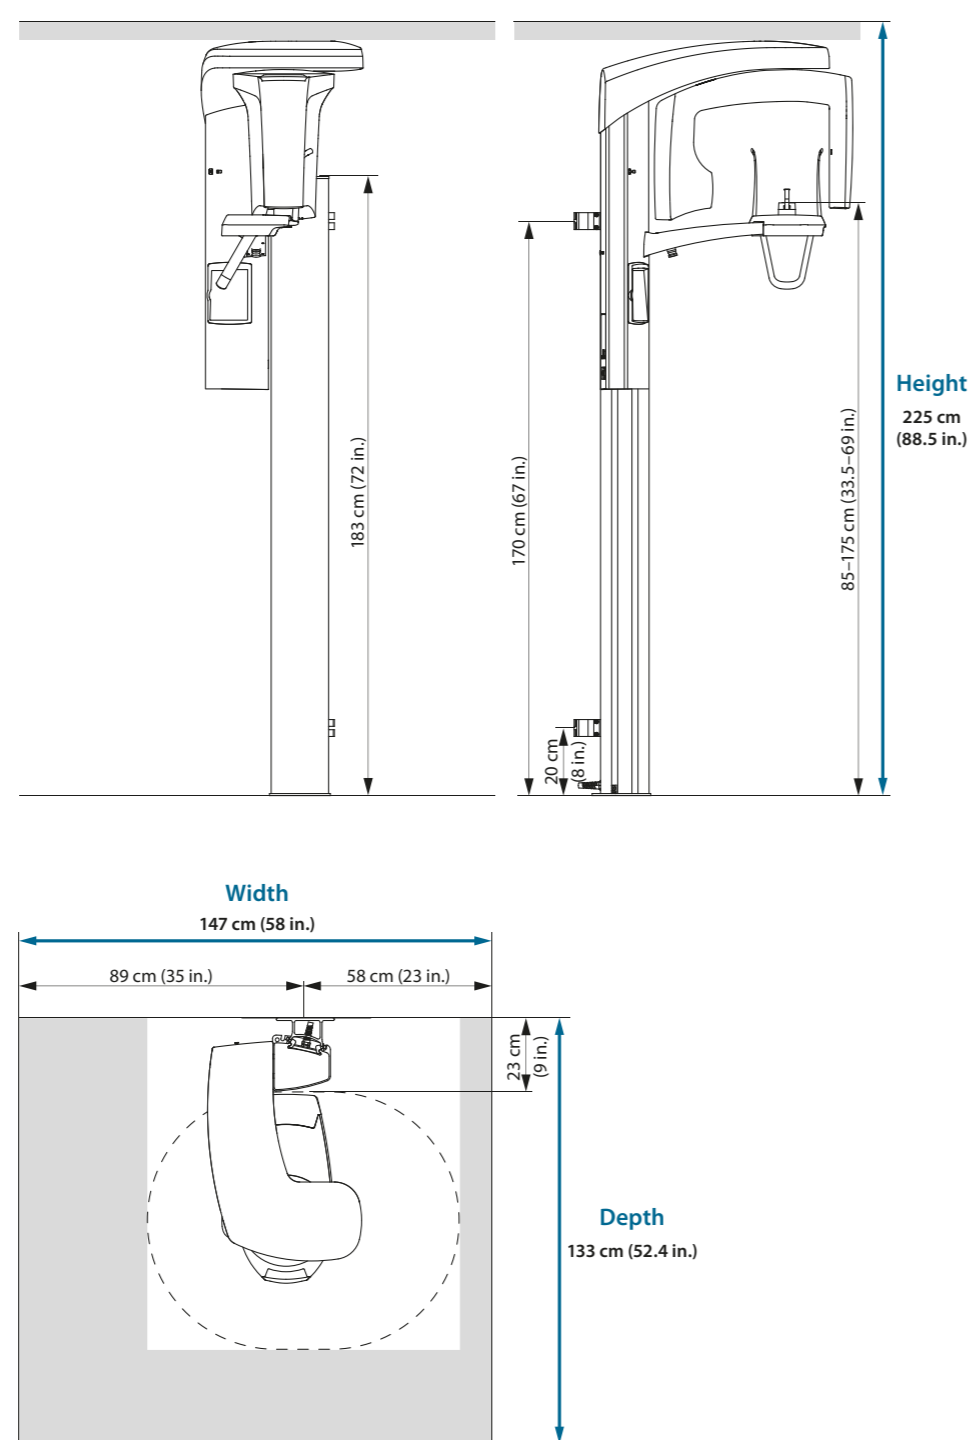 183 cm (72 in.)
170 cm (67 in.)
20 cm
(8 in.)
85–175 cm (33.5–69 in.)
Height
225 cm
(88.5 in.)
Width
147 cm (58 in.)
89 cm (35 in.)
58 cm (23 in.)
23 cm
(9 in.)
Depth
133 cm (52.4 in.)